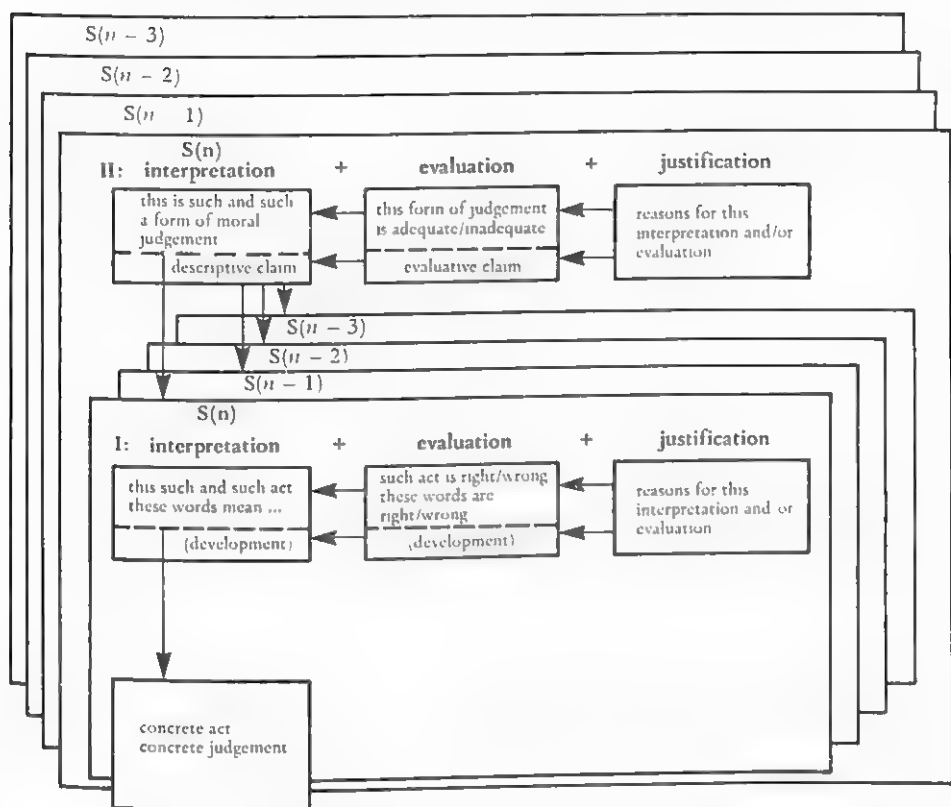 S(n − 3)
S(n − 2)
S(n 1)
S(n)
II: interpretation + evaluation + justification
this is such and such
a form of moral
judgement
descriptive claim
this form of judgement
is adequate/inadequate
evaluative claim
reasons for this
interpretation and/or
evaluation
S(n − 3)
S(n − 2)
S(n − 1)
S(n)
I: interpretation + evaluation + justification
this such and such act
these words mean ...
(development)
such act is right/wrong
these words are
right/wrong
(development)
reasons for this
interpretation and or
evaluation
concrete act
concrete judgement